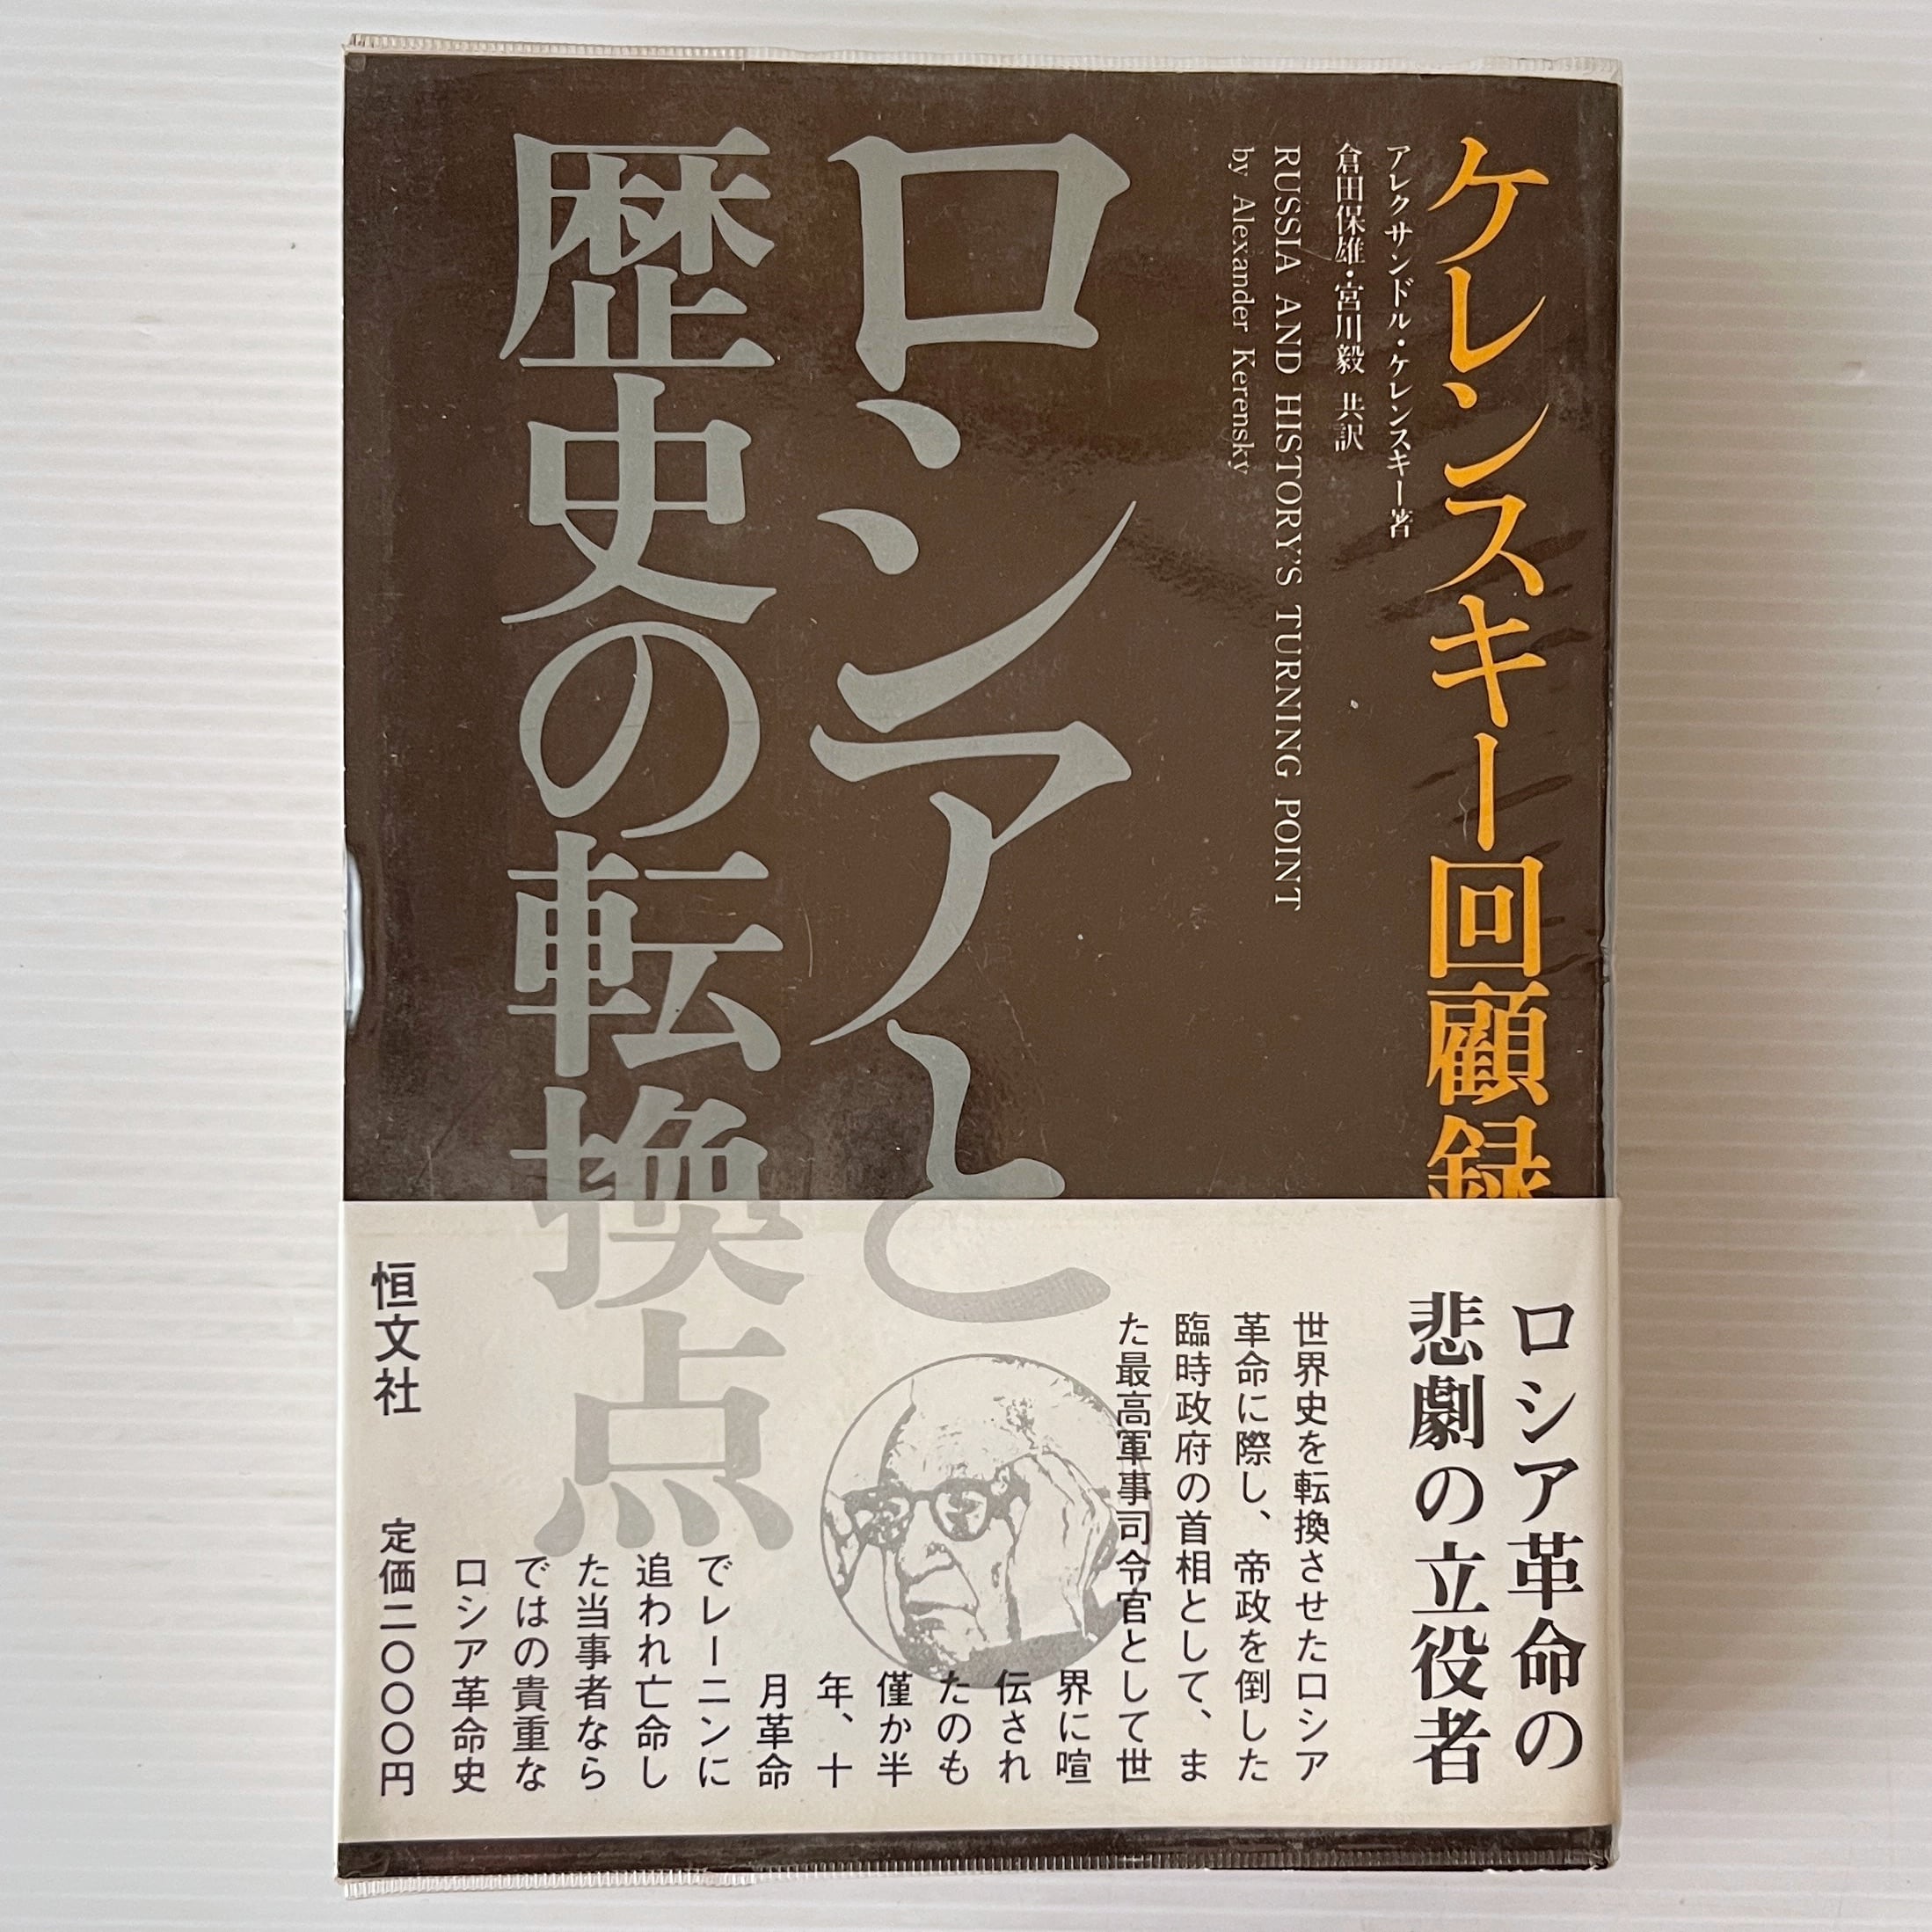 ケレンスキー回顧録
アレクサンドル・ケレンスキー著
倉田保雄・宮川毅 共訳
RUSSIA AND HISTORY'S TURNING POINT
by Alexander Kerensky
ロシアと
歴史の転換点
ロシア革命の
悲劇の立役者
世界史を転換させたロシア
革命に際し、帝政を倒した
臨時政府の首相として、ま
た最高軍事司令官として世
界に喧
伝され
たのも
僅か半
年、十
月革命
でレーニンに
追われ亡命し
た当事者なら
ではの貴重な
ロシア革命史
恒文社
定価二〇〇〇円